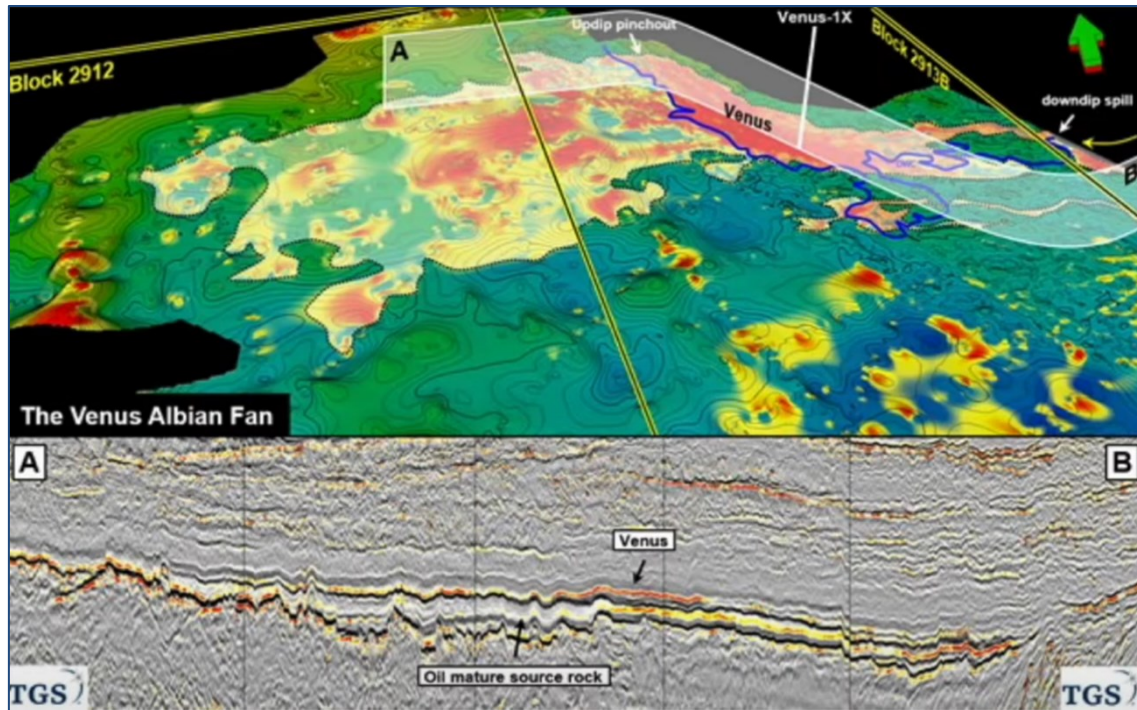 Block 2912
A
Updip pinchout
Venus-1X
Block 2913B
downdip spill
Venus
B
The Venus Albian Fan
A
B
Venus
Oil mature source rock
TGS
TGS